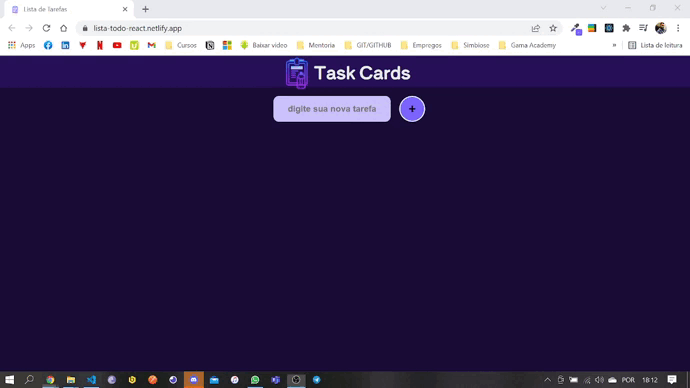 Lista de Tarefas
lista-todo-react.netlify.app
Apps Cursos Baixar vídeo Mentoria GIT/GITHUB Empregos Simbiose Gama Academy » Lista de leitura
Task Cards
digite sua nova tarefa +
POR 18:12